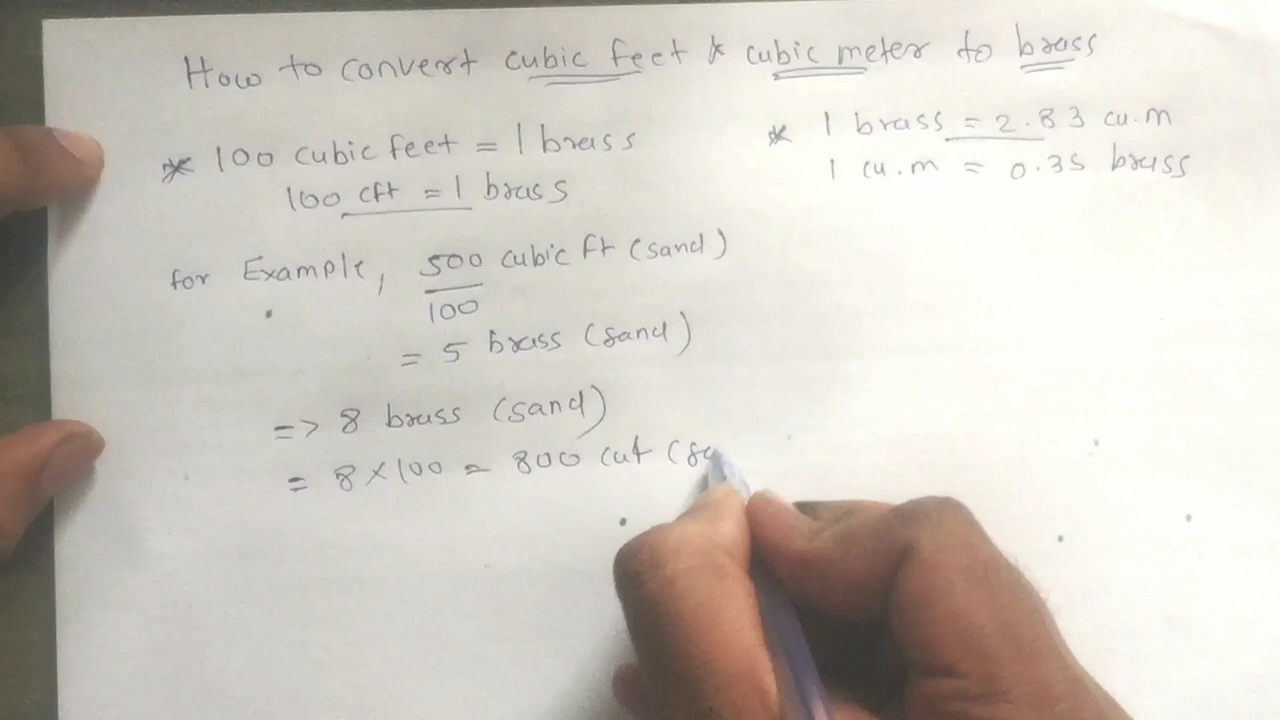 How to convert cubic feet & cubic meter to brass
* 100 cubic feet = 1 brass
100 cft = 1 brass
* 1 brass = 2.83 cu.m
1 cu.m = 0.35 brass
for Example, 500 cubic ft (sand)
100
= 5 brass (sand)
=> 8 brass (sand)
= 8 × 100 = 800 cut (sa